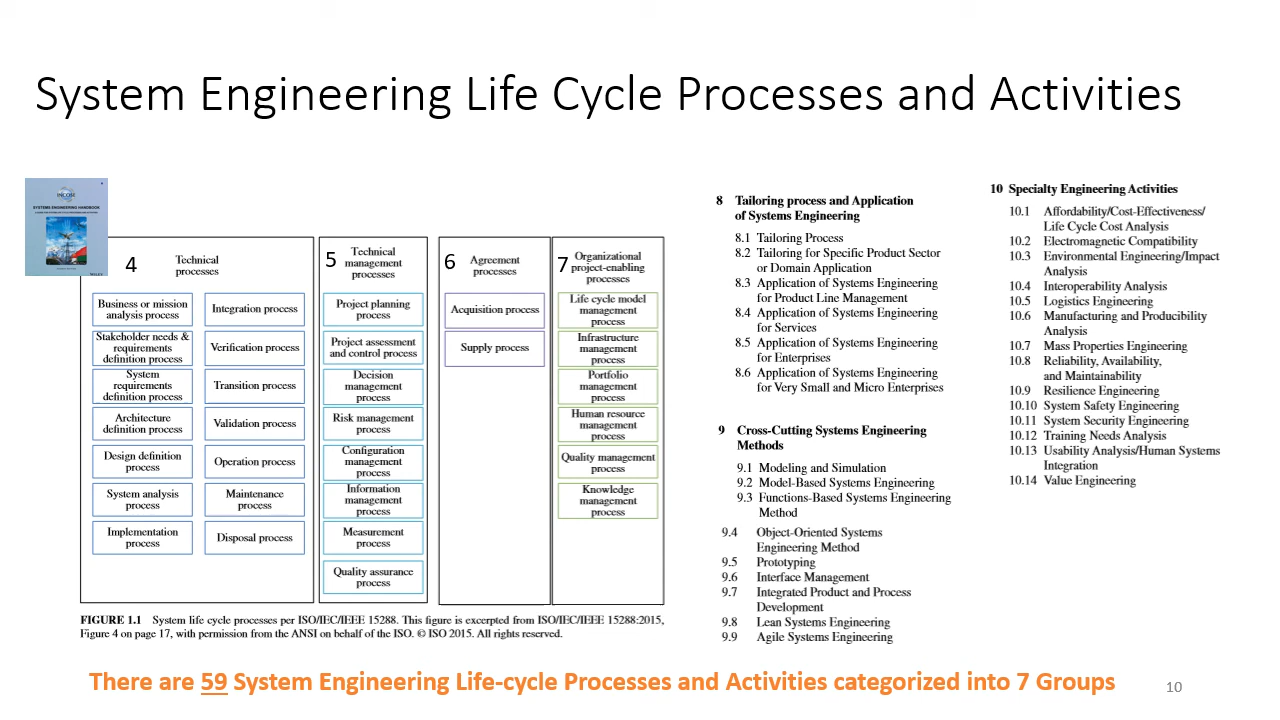 System Engineering Life Cycle Processes and Activities
INCOSE
SYSTEMS ENGINEERING HANDBOOK
WILEY
4
Technical
processes
Business or mission
analysis process
Stakeholder needs &
requirements
definition process
System
requirements
definition process
Architecture
definition process
Design definition
process
System analysis
process
Implementation
process
Integration process
Verification process
Transition process
Validation process
Operation process
Maintenance
process
Disposal process
5
Technical
management
processes
Project planning
process
Project assessment
and control process
Decision
management
process
Risk management
process
Configuration
management
process
Information
management
process
Measurement
process
Quality assurance
process
6
Agreement
processes
Acquisition process
Supply process
7
Organizational
project-enabling
processes
Life cycle model
management
process
Infrastructure
management
process
Portfolio
management
process
Human resource
management
process
Quality management
process
Knowledge
management
process
FIGURE 1.1 System life cycle processes per ISO/IEC/IEEE 15288. This figure is excerpted from ISO/IEC/IEEE 15288:2015,
Figure 4 on page 17, with permission from the ANSI on behalf of the ISO. © ISO 2015. All rights reserved.
8 Tailoring process and Application
of Systems Engineering
8.1 Tailoring Process
8.2 Tailoring for Specific Product Sector
or Domain Application
8.3 Application of Systems Engineering
for Product Line Management
8.4 Application of Systems Engineering
for Services
8.5 Application of Systems Engineering
for Enterprises
8.6 Application of Systems Engineering
for Very Small and Micro Enterprises
9 Cross-Cutting Systems Engineering
Methods
9.1 Modeling and Simulation
9.2 Model-Based Systems Engineering
9.3 Functions-Based Systems Engineering
Method
9.4 Object-Oriented Systems
Engineering Method
9.5 Prototyping
9.6 Interface Management
9.7 Integrated Product and Process
Development
9.8 Lean Systems Engineering
9.9 Agile Systems Engineering
10 Specialty Engineering Activities
10.1 Affordability/Cost-Effectiveness/
Life Cycle Cost Analysis
10.2 Electromagnetic Compatibility
10.3 Environmental Engineering/Impact
Analysis
10.4 Interoperability Analysis
10.5 Logistics Engineering
10.6 Manufacturing and Producibility
Analysis
10.7 Mass Properties Engineering
10.8 Reliability, Availability,
and Maintainability
10.9 Resilience Engineering
10.10 System Safety Engineering
10.11 System Security Engineering
10.12 Training Needs Analysis
10.13 Usability Analysis/Human Systems
Integration
10.14 Value Engineering
There are 59 System Engineering Life-cycle Processes and Activities categorized into 7 Groups
10